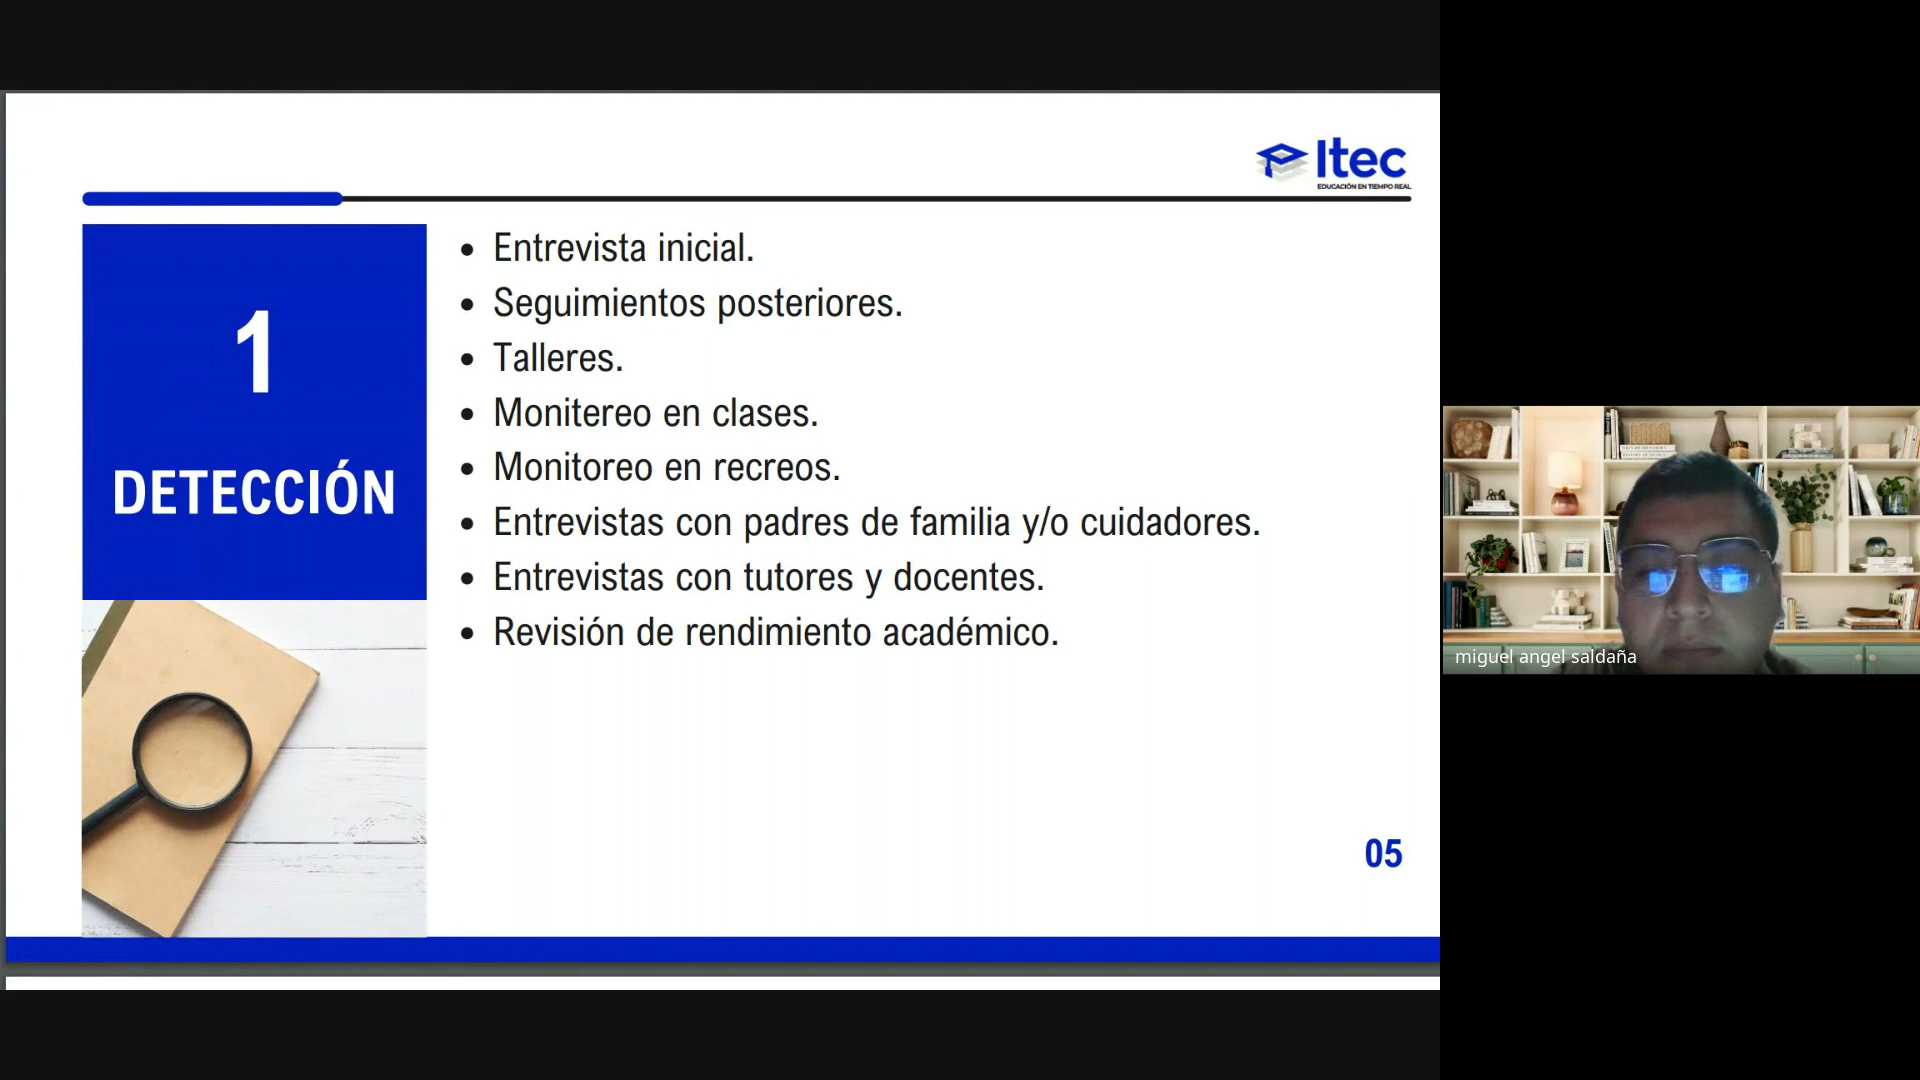 Itec
EDUCACIÓN EN TIEMPO REAL
1
DETECCIÓN
• Entrevista inicial.
• Seguimientos posteriores.
• Talleres.
• Monitereo en clases.
• Monitoreo en recreos.
• Entrevistas con padres de familia y/o cuidadores.
• Entrevistas con tutores y docentes.
• Revisión de rendimiento académico.
05
miguel angel saldaña